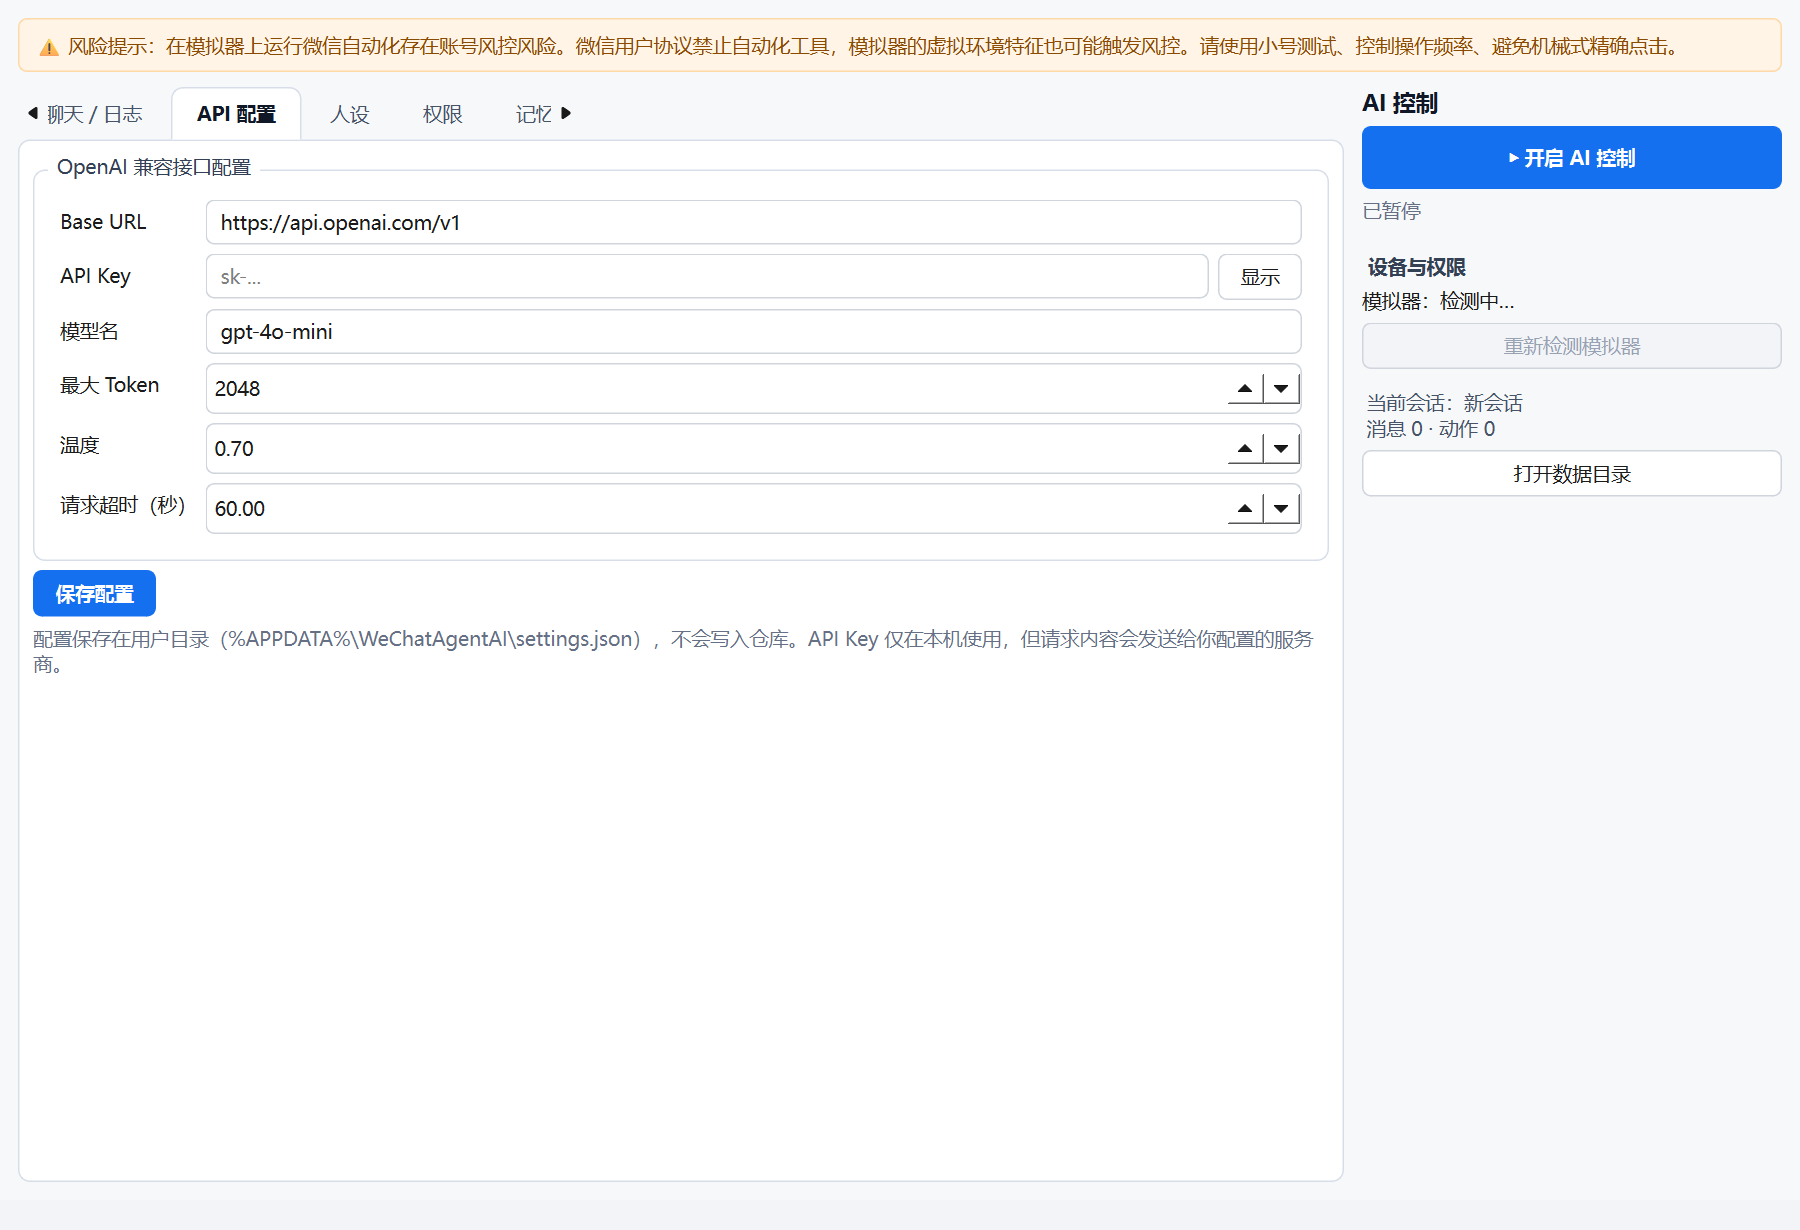 ⚠ 风险提示：在模拟器上运行微信自动化存在账号风控风险。微信用户协议禁止自动化工具，模拟器的虚拟环境特征也可能触发风控。请使用小号测试、控制操作频率、避免机械式精确点击。
聊天 / 日志
API 配置
人设
权限
记忆
OpenAI 兼容接口配置
Base URL
https://api.openai.com/v1
API Key
sk-...
显示
模型名
gpt-4o-mini
最大 Token
2048
温度
0.70
请求超时（秒）
60.00
保存配置
配置保存在用户目录（%APPDATA%\WeChatAgentAI\settings.json），不会写入仓库。API Key 仅在本机使用，但请求内容会发送给你配置的服务
商。
AI 控制
▸ 开启 AI 控制
已暂停
设备与权限
模拟器：检测中...
重新检测模拟器
当前会话：新会话
消息 0 · 动作 0
打开数据目录